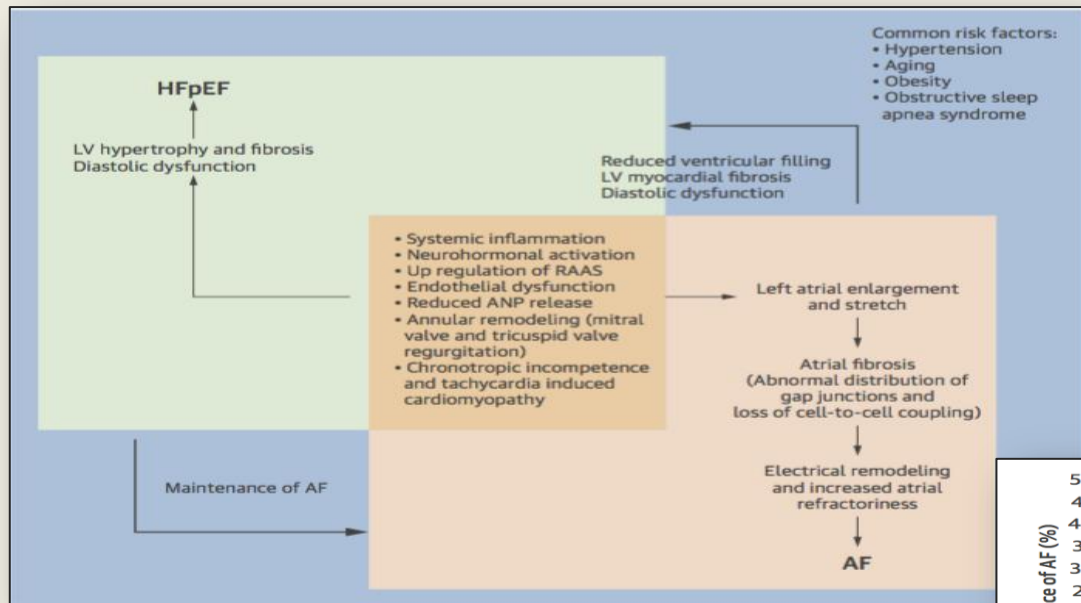 Common risk factors:
• Hypertension
• Aging
• Obesity
• Obstructive sleep
apnea syndrome
HFpEF
LV hypertrophy and fibrosis
Diastolic dysfunction
Reduced ventricular filling
LV myocardial fibrosis
Diastolic dysfunction
• Systemic inflammation
• Neurohormonal activation
• Up regulation of RAAS
• Endothelial dysfunction
• Reduced ANP release
• Annular remodeling (mitral
valve and tricuspid valve
regurgitation)
• Chronotropic incompetence
and tachycardia induced
cardiomyopathy
Left atrial enlargement
and stretch
Atrial fibrosis
(Abnormal distribution of
gap junctions and
loss of cell-to-cell coupling)
Electrical remodeling
and increased atrial
refractoriness
AF
Maintenance of AF
of AF (%)